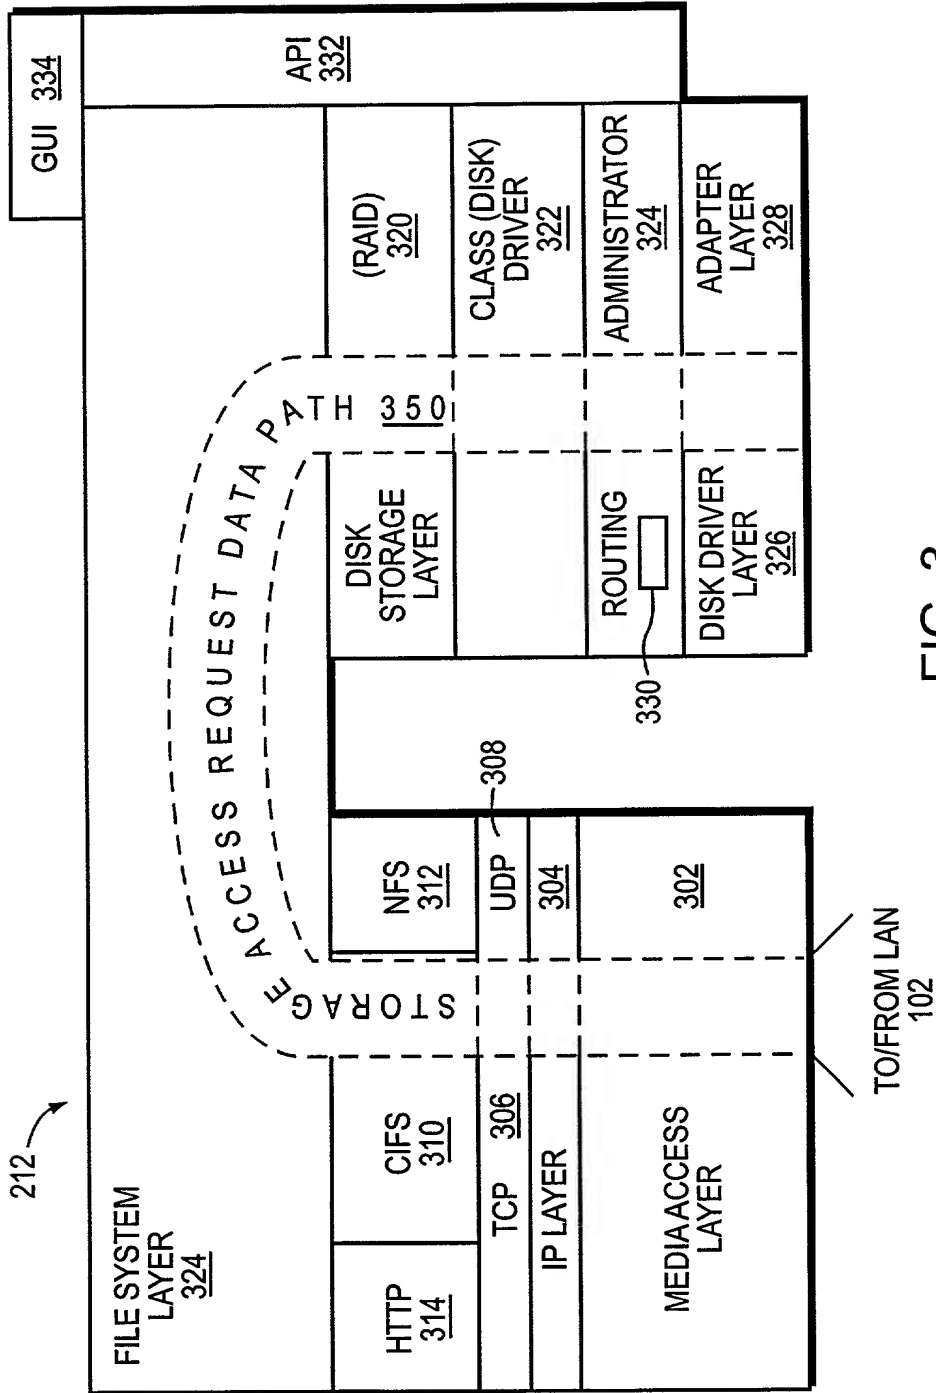 212
GUI 334
API
332
FILE SYSTEM
LAYER
324
STORAGE ACCESS REQUEST DATA PATH 350
HTTP
314
CIFS
310
NFS
312
TCP 306
UDP
308
IP LAYER
304
MEDIA ACCESS
LAYER
302
TO/FROM LAN
102
DISK
STORAGE
LAYER
(RAID)
320
CLASS (DISK)
DRIVER
322
ROUTING
330
ADMINISTRATOR
324
DISK DRIVER
LAYER
326
ADAPTER
LAYER
328
FIG. 3